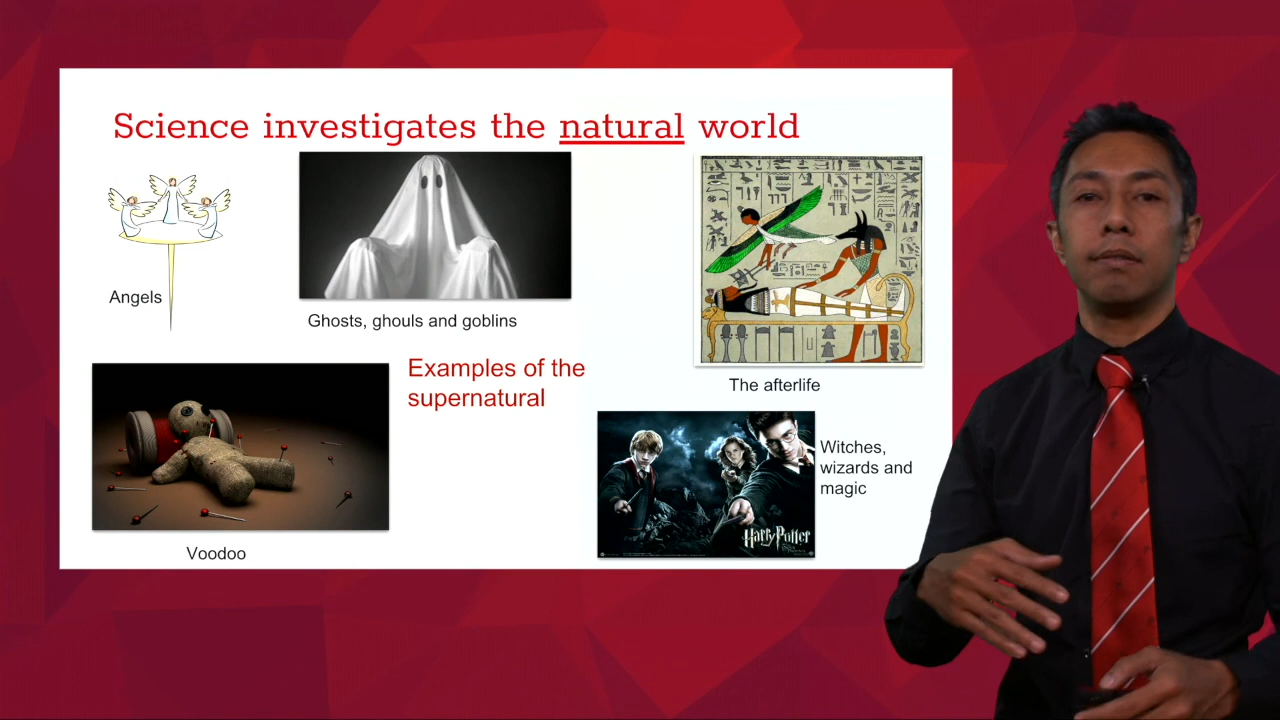 Science investigates the natural world
Angels
Ghosts, ghouls and goblins
The afterlife
Examples of the
supernatural
Voodoo
Harry Potter
Witches,
wizards and
magic